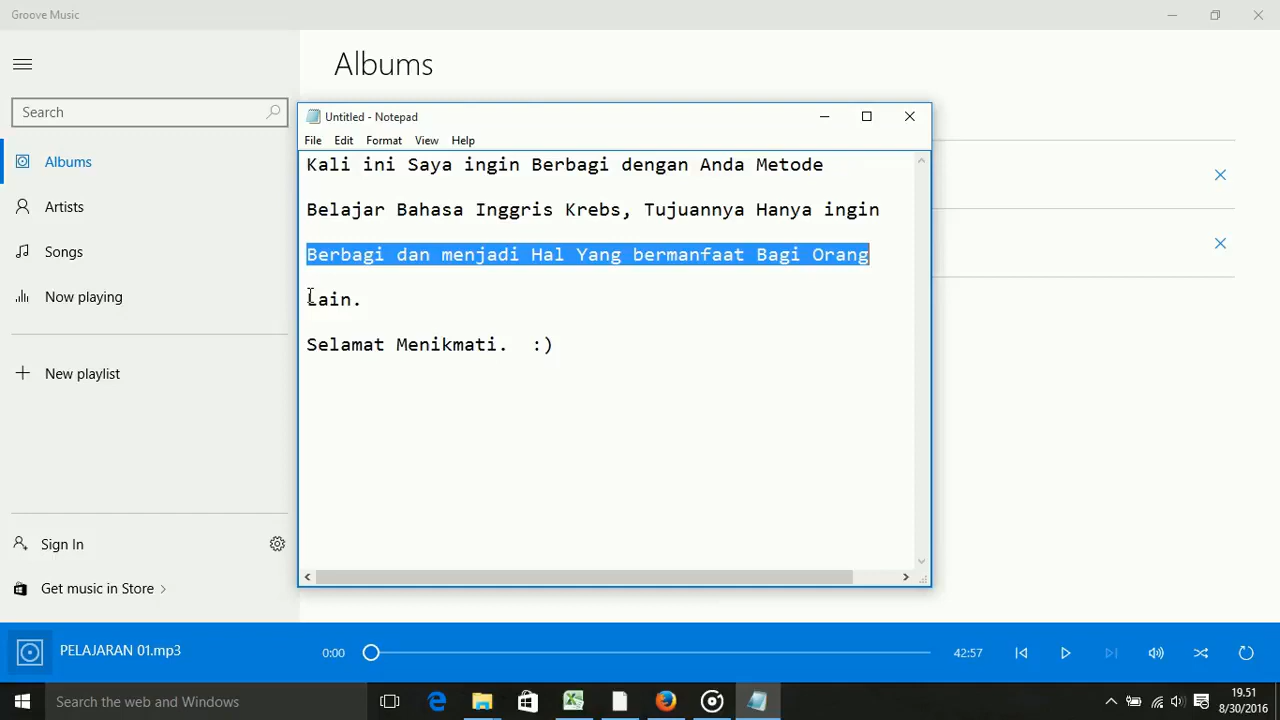 Groove Music
Albums
Search
Untitled - Notepad
File Edit Format View Help
Kali ini Saya ingin Berbagi dengan Anda Metode
Albums
Artists
Belajar Bahasa Inggris Krebs, Tujuannya Hanya ingin
Songs
Berbagi dan menjadi Hal Yang bermanfaat Bagi Orang
Now playing
Lain.
Selamat Menikmati. :)
New playlist
Sign In
Get music in Store
PELAJARAN 01.mp3
0:00
42:57
Search the web and Windows
19.51
8/30/2016